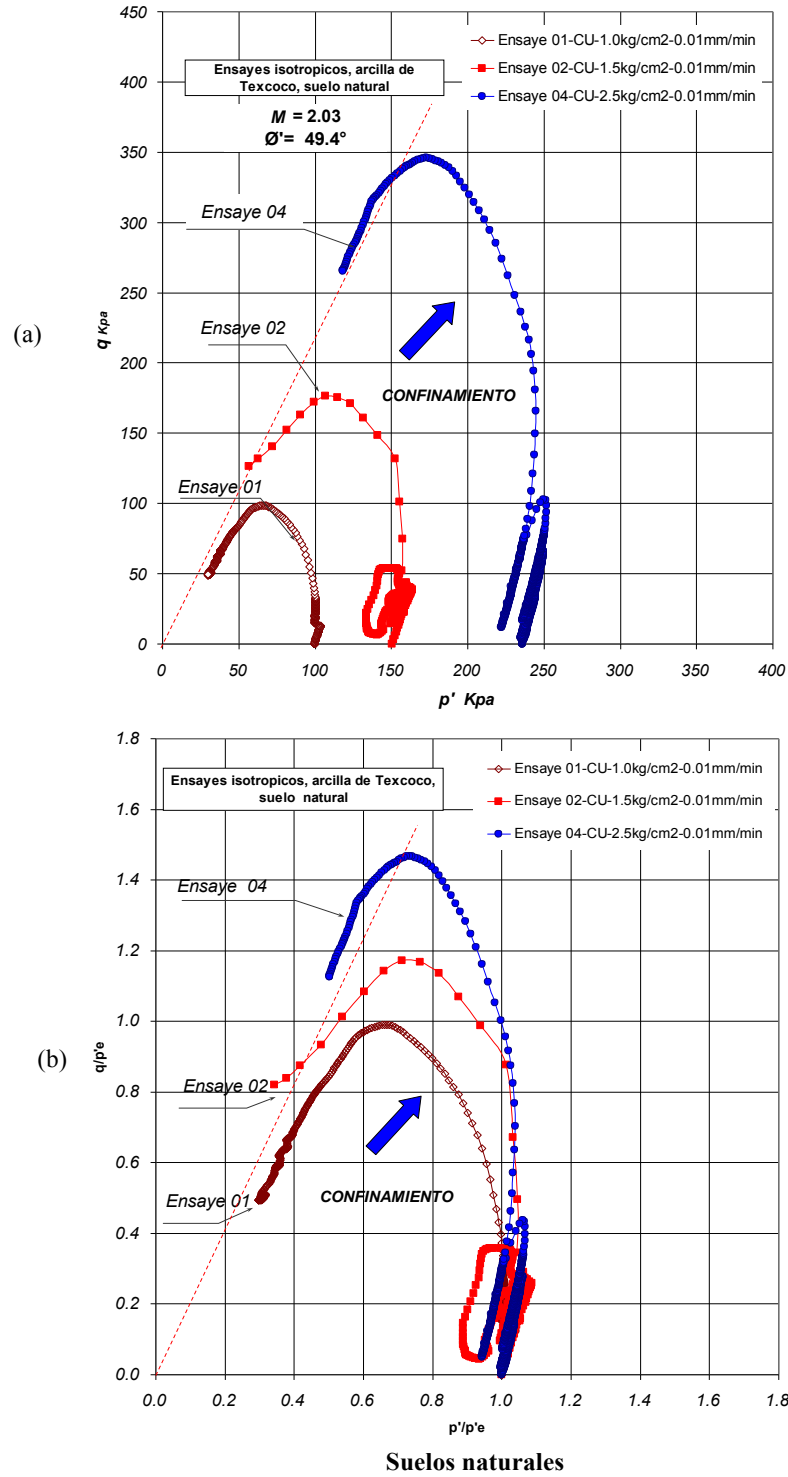 (a)
450
400
350
300
250
200
150
100
50
0
q Kpa
Ensayes isotropicos, arcilla de
Texcoco, suelo natural
M = 2.03
Ø'= 49.4°
Ensaye 01-CU-1.0kg/cm2-0.01mm/min
Ensaye 02-CU-1.5kg/cm2-0.01mm/min
Ensaye 04-CU-2.5kg/cm2-0.01mm/min
Ensaye 04
Ensaye 02
CONFINAMIENTO
Ensaye 01
0 50 100 150 200 250 300 350 400
p' Kpa
(b)
1.8
1.6
1.4
1.2
1.0
0.8
0.6
0.4
0.2
0.0
q/p'e
Ensayes isotropicos, arcilla de Texcoco,
suelo natural
Ensaye 01-CU-1.0kg/cm2-0.01mm/min
Ensaye 02-CU-1.5kg/cm2-0.01mm/min
Ensaye 04-CU-2.5kg/cm2-0.01mm/min
Ensaye 04
Ensaye 02
Ensaye 01
CONFINAMIENTO
0.0 0.2 0.4 0.6 0.8 1.0 1.2 1.4 1.6 1.8
p'/p'e
Suelos naturales